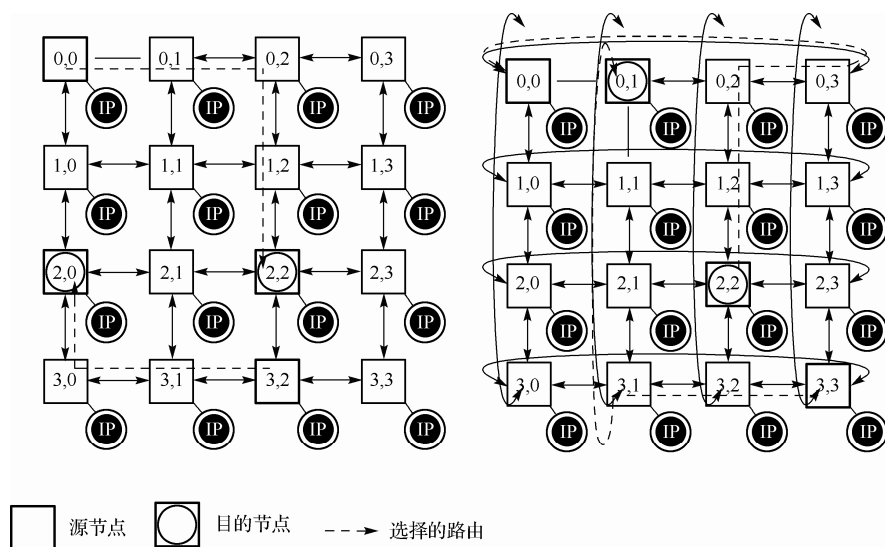 0,0 0,1 0,2 0,3
IP IP IP IP
1,0 1,1 1,2 1,3
IP IP IP IP
2,0 2,1 2,2 2,3
IP IP IP IP
3,0 3,1 3,2 3,3
IP IP IP IP
0,0 0,1 0,2 0,3
IP IP IP IP
1,0 1,1 1,2 1,3
IP IP IP IP
2,0 2,1 2,2 2,3
IP IP IP IP
3,0 3,1 3,2 3,3
IP IP IP IP
源节点 目的节点 选择的路由